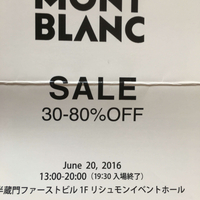 MONT
BLANC
SALE
30-80%OFF
June 20, 2016
13:00-20:00 (19:30 入場終了)
半蔵門ファーストビル 1F リシュモンイベントホール